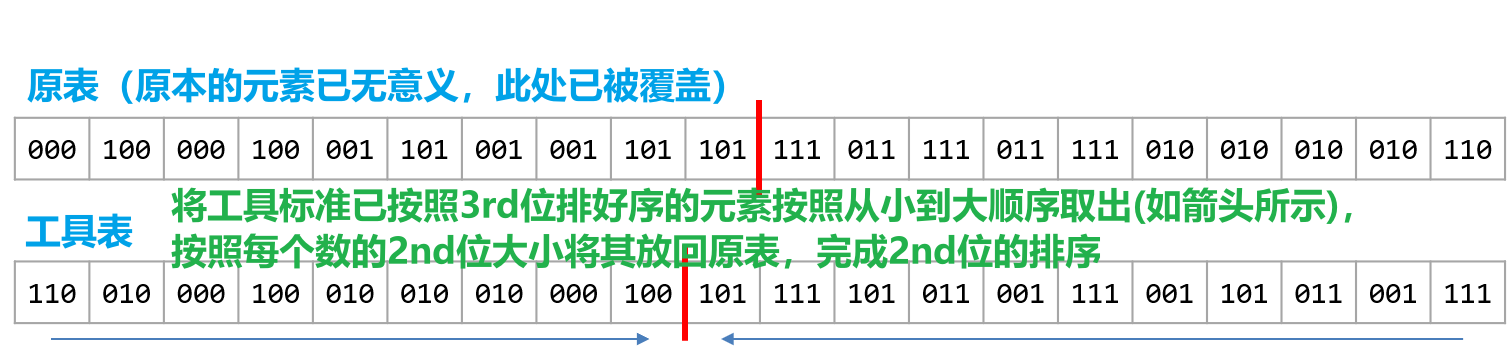 原表（原本的元素已无意义，此处已被覆盖）
000 100 000 100 001 101 001 001 101 101 111 011 111 011 111 010 010 010 010 110
将工具标准已按照3rd位排好序的元素按照从小到大顺序取出(如箭头所示)，
工具表
按照每个数的2nd位大小将其放回原表，完成2nd位的排序
110 010 000 100 010 010 010 000 100 101 111 101 011 001 111 001 101 011 001 111